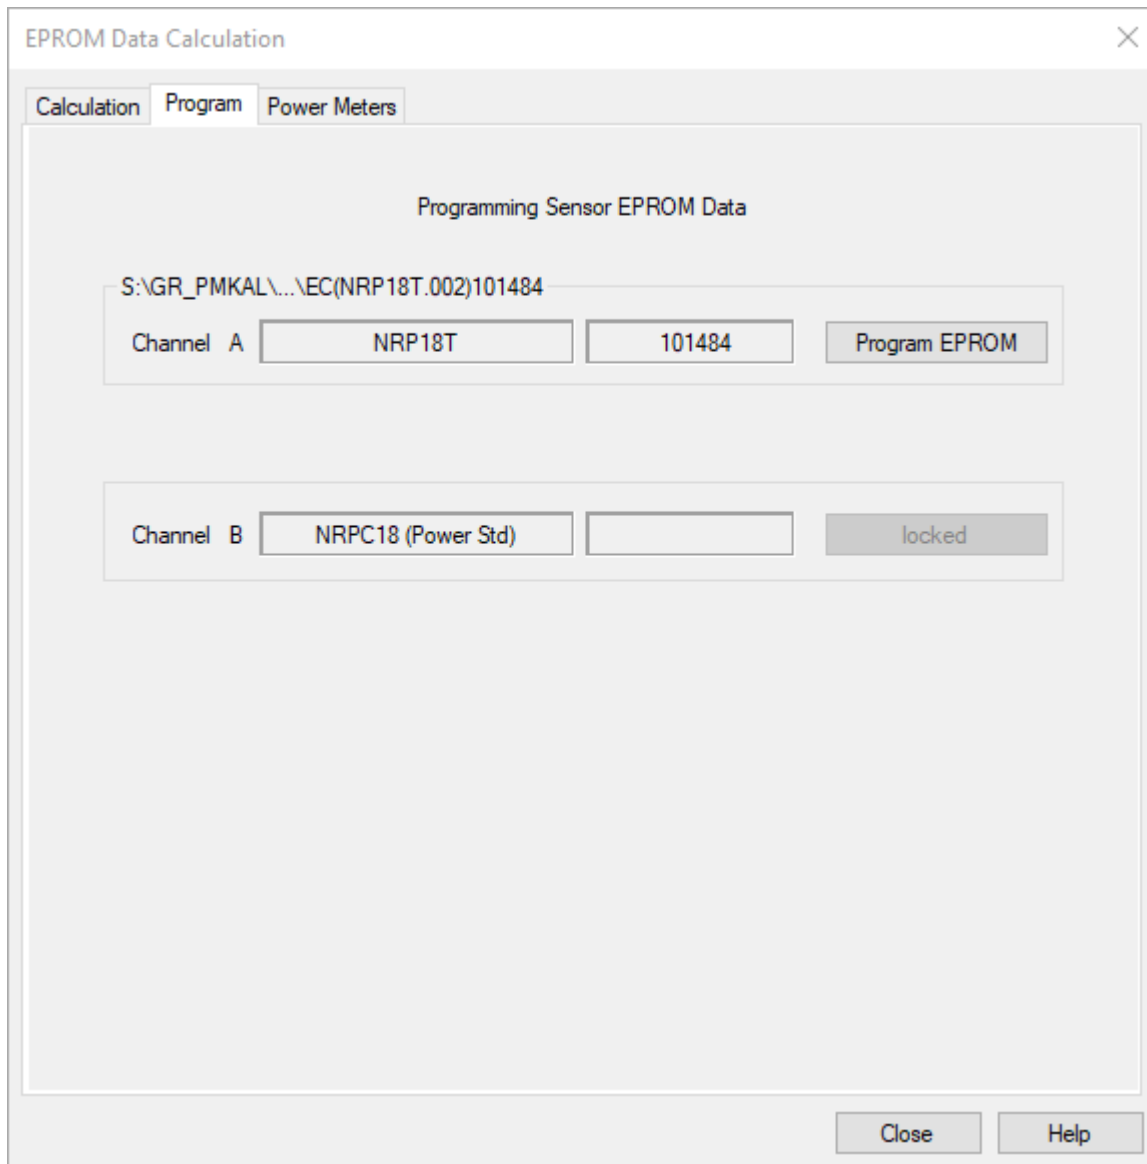 EPROM Data Calculation
Calculation Program Power Meters
Programming Sensor EPROM Data
S:\GR_PMKAL\...\EC(NRP18T.002)101484
Channel A NRP18T 101484 Program EPROM
Channel B NRPC18 (Power Std) locked
Close Help